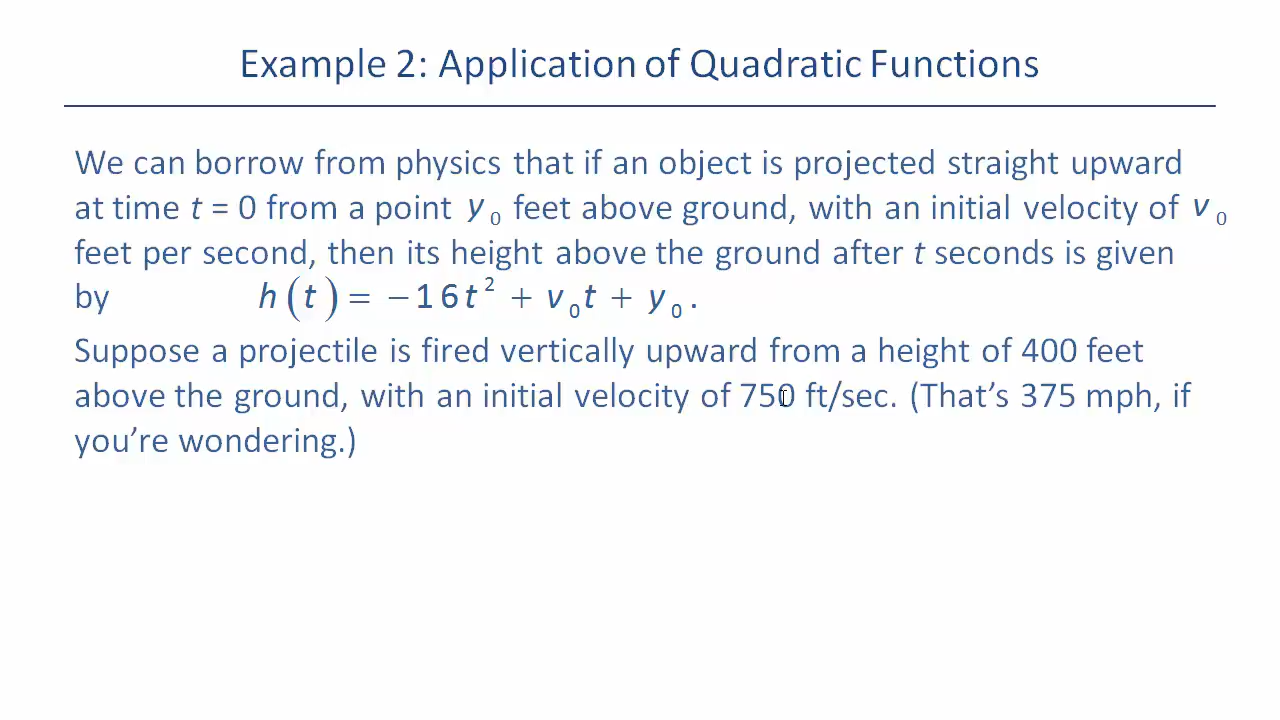 Example 2: Application of Quadratic Functions
We can borrow from physics that if an object is projected straight upward
at time t = 0 from a point y₀ feet above ground, with an initial velocity of v₀
feet per second, then its height above the ground after t seconds is given
by h(t) = −16t² + v₀t + y₀.
Suppose a projectile is fired vertically upward from a height of 400 feet
above the ground, with an initial velocity of 750 ft/sec. (That’s 375 mph, if
you’re wondering.)